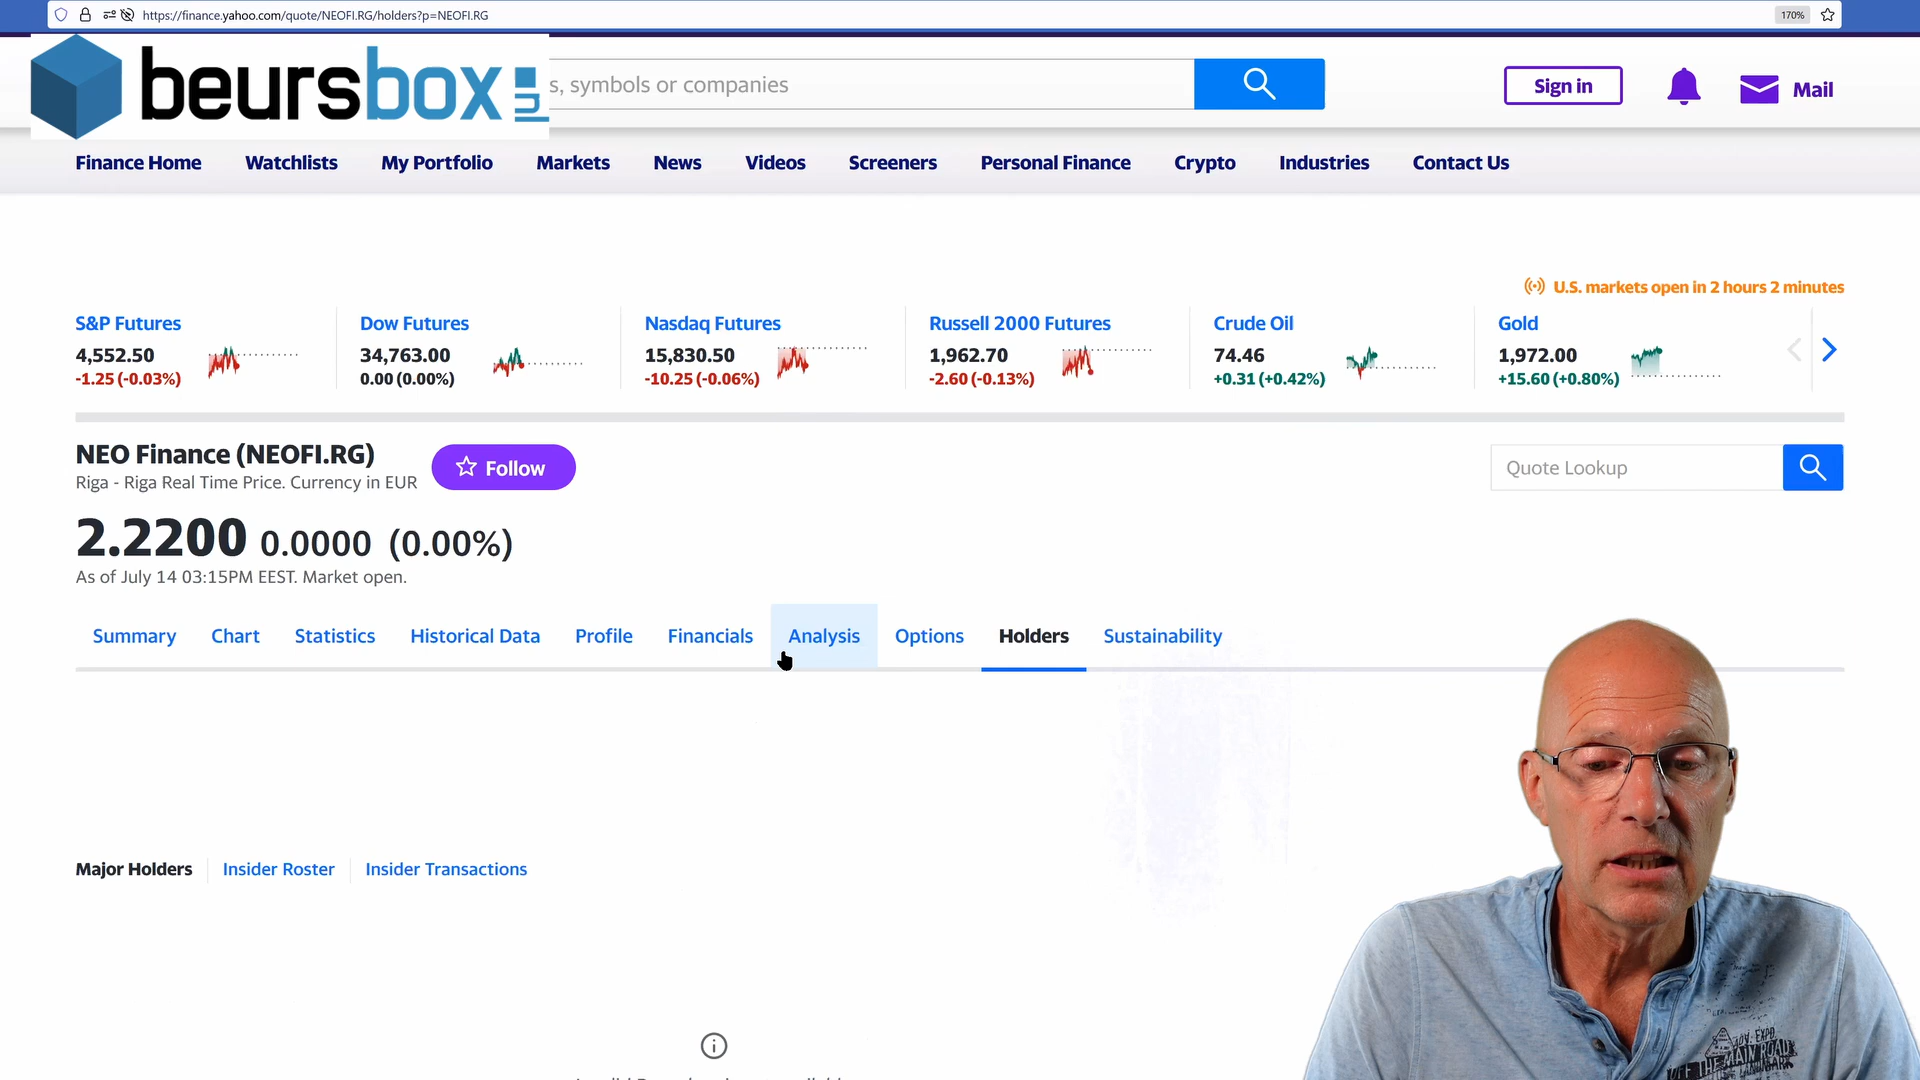 https://finance.yahoo.com/quote/NEOFI.RG/holders?p=NEOFI.RG
170%
beursbox.nl
s, symbols or companies
Sign in
Mail
Finance Home Watchlists My Portfolio Markets News Videos Screeners Personal Finance Crypto Industries Contact Us
U.S. markets open in 2 hours 2 minutes
S&P Futures Dow Futures Nasdaq Futures Russell 2000 Futures Crude Oil Gold
4,552.50 34,763.00 15,830.50 1,962.70 74.46 1,972.00
-1.25 (-0.03%) 0.00 (0.00%) -10.25 (-0.06%) -2.60 (-0.13%) +0.31 (+0.42%) +15.60 (+0.80%)
NEO Finance (NEOFI.RG)
Follow
Quote Lookup
Riga - Riga Real Time Price. Currency in EUR
2.2200 0.0000 (0.00%)
As of July 14 03:15PM EEST. Market open.
Summary Chart Statistics Historical Data Profile Financials Analysis Options Holders Sustainability
Major Holders Insider Roster Insider Transactions
THE MAIN ROAD